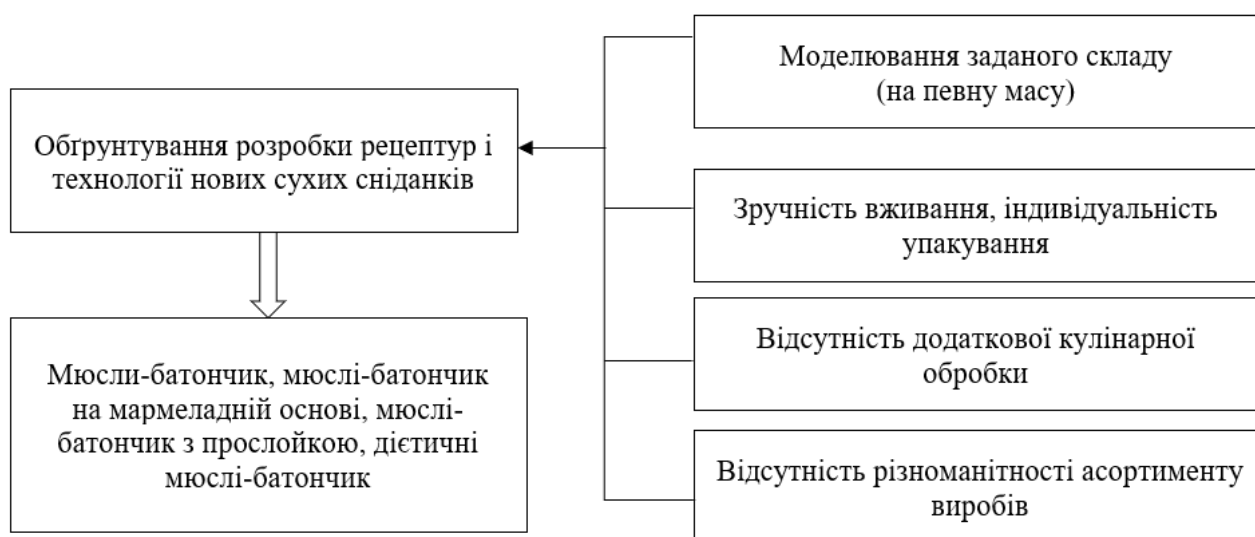 Обґрунтування розробки рецептур і
технології нових сухих сніданків
Мюсли-батончик, мюслі-батончик
на мармеладній основі, мюслі-
батончик з прослойкою, дієтичні
мюслі-батончик
Моделювання заданого складу
(на певну масу)
Зручність вживання, індивідуальність
упакування
Відсутність додаткової кулінарної
обробки
Відсутність різноманітності асортименту
виробів